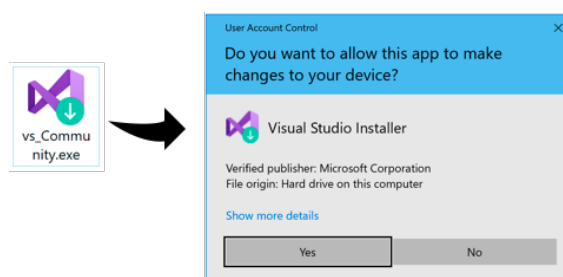 vs_Commu
nity.exe
User Account Control
Do you want to allow this app to make
changes to your device?
Visual Studio Installer
Verified publisher: Microsoft Corporation
File origin: Hard drive on this computer
Show more details
Yes
No